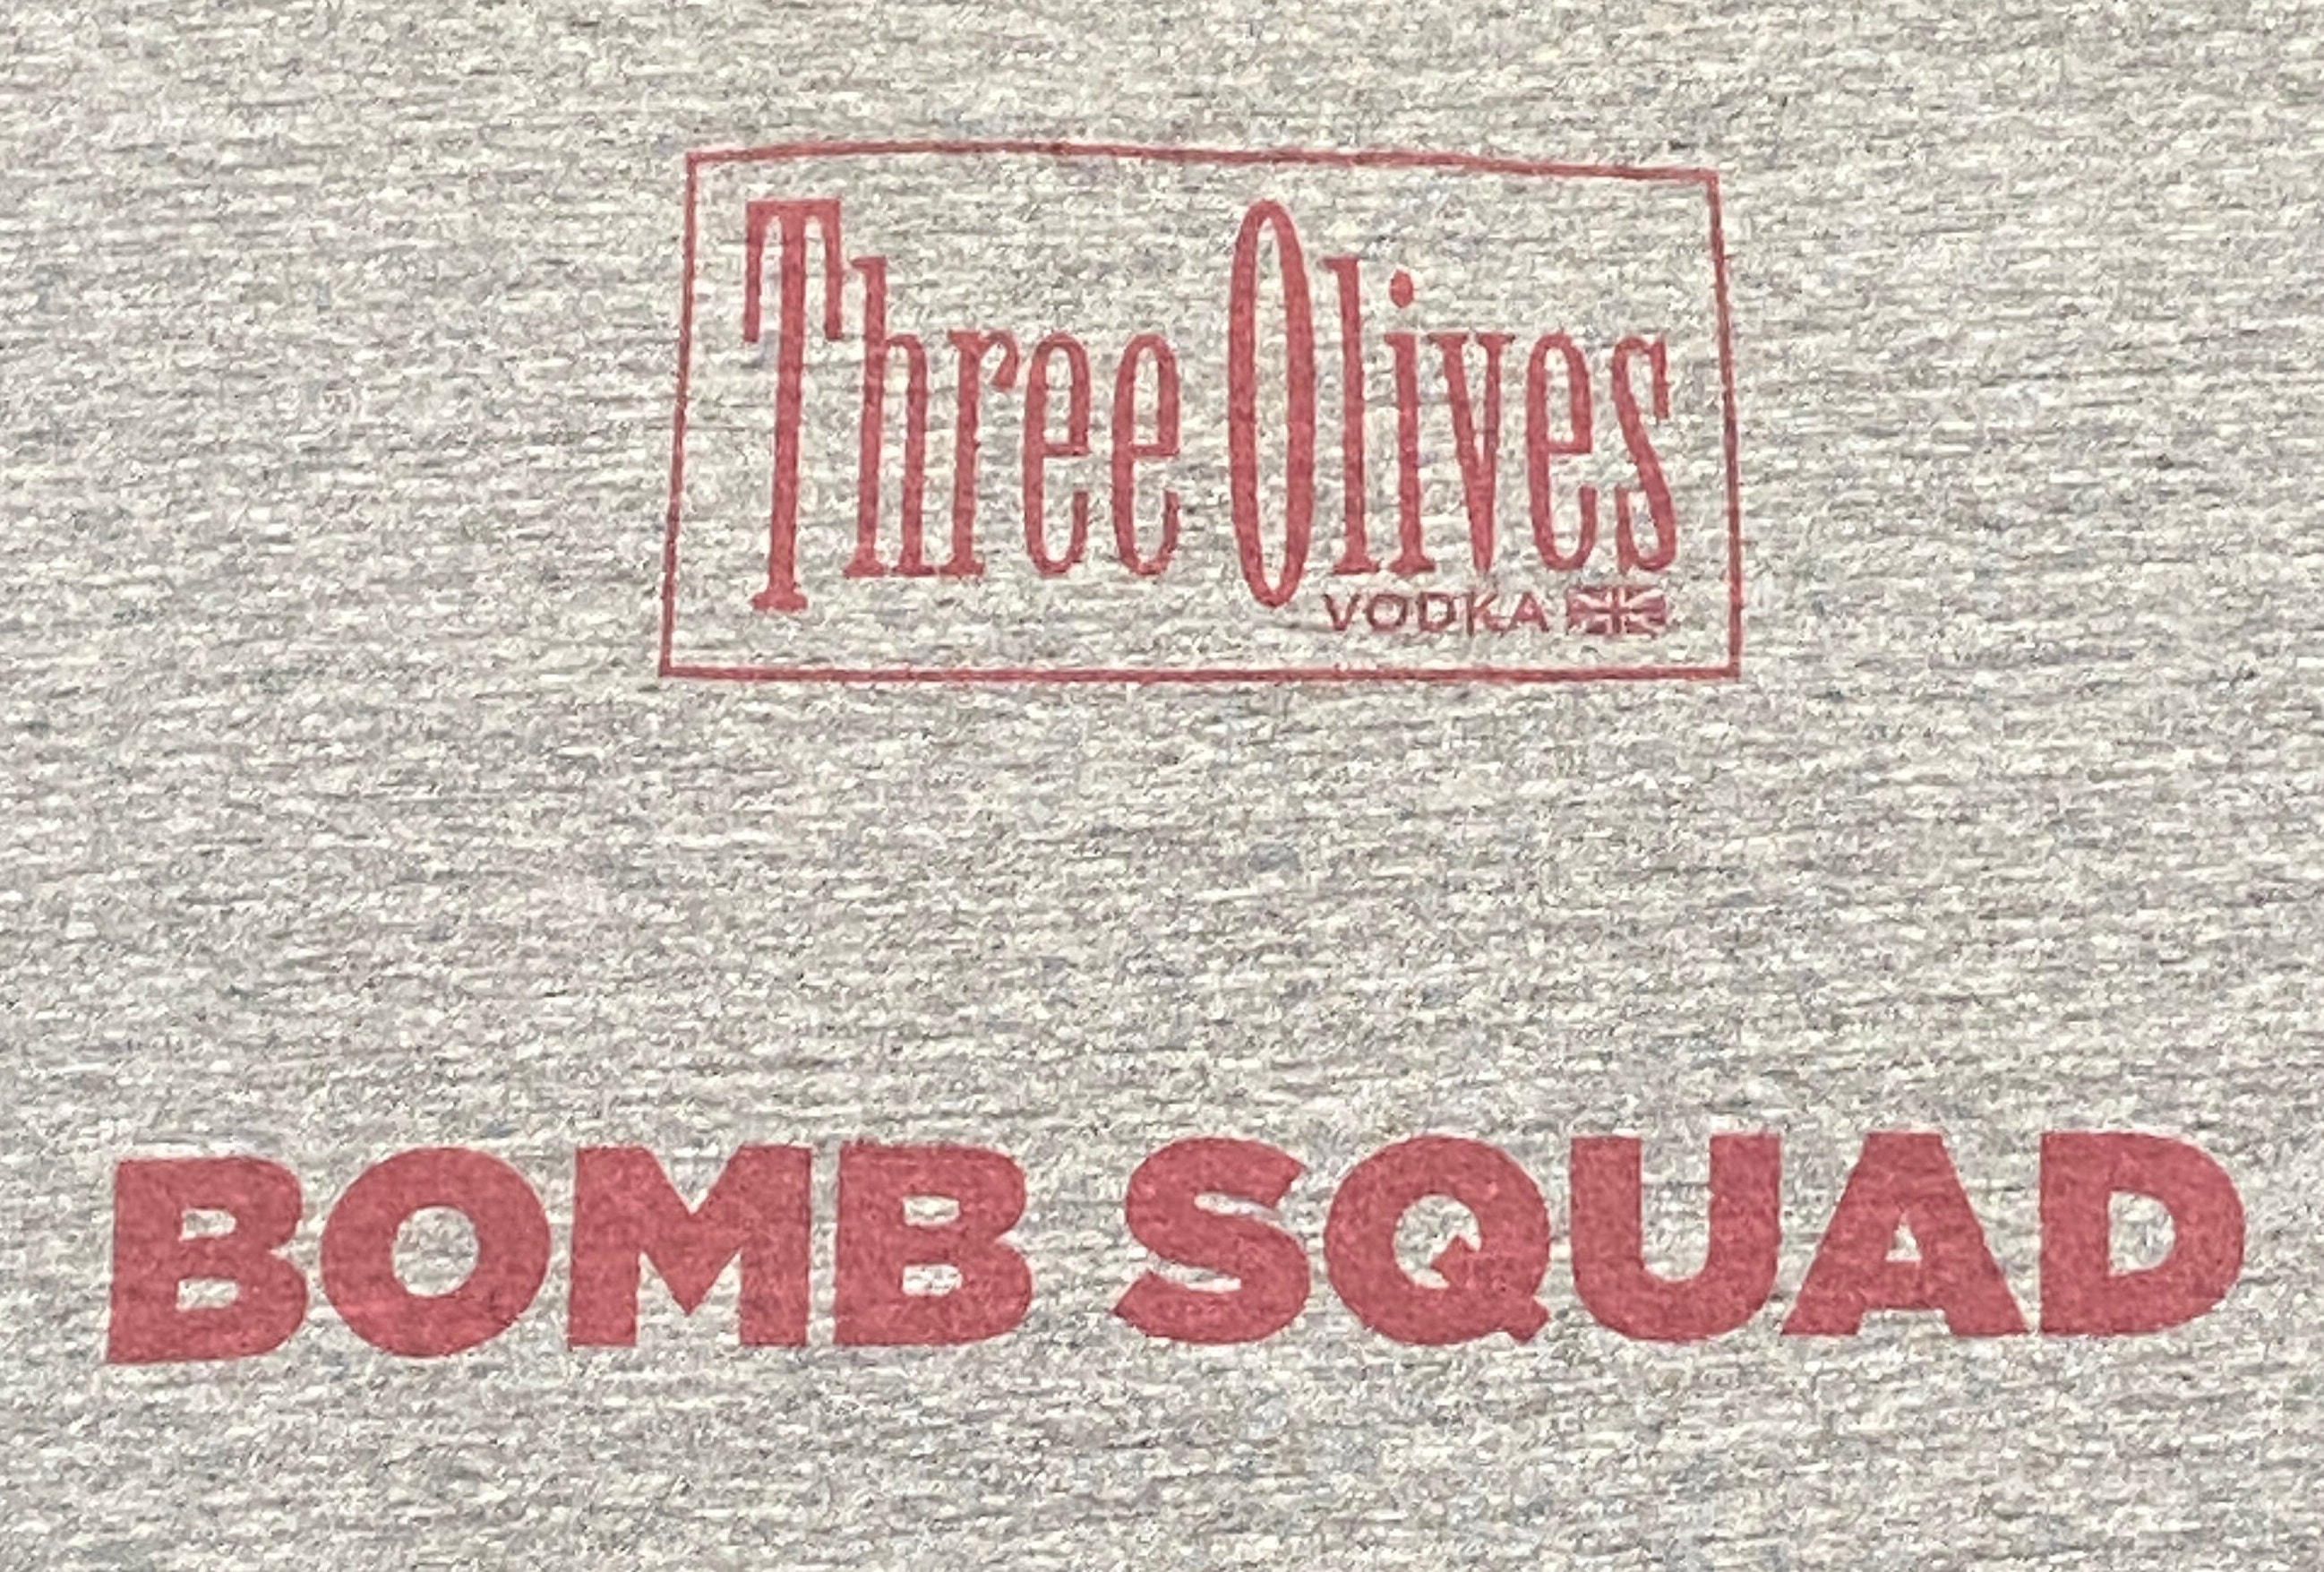 Three Olives
VODKA
BOMB SQUAD